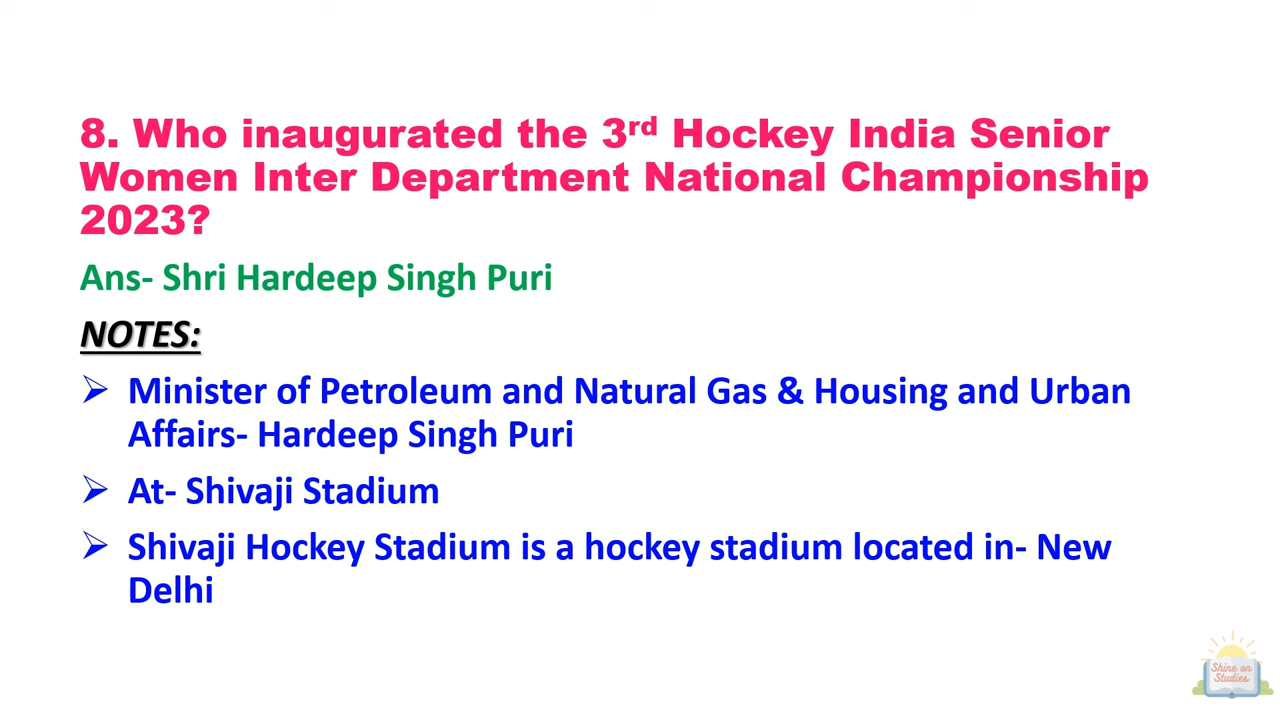 8. Who inaugurated the 3rd Hockey India Senior
Women Inter Department National Championship
2023?
Ans- Shri Hardeep Singh Puri
NOTES:
➢ Minister of Petroleum and Natural Gas & Housing and Urban
Affairs- Hardeep Singh Puri
➢ At- Shivaji Stadium
➢ Shivaji Hockey Stadium is a hockey stadium located in- New
Delhi
Shine on
Studies